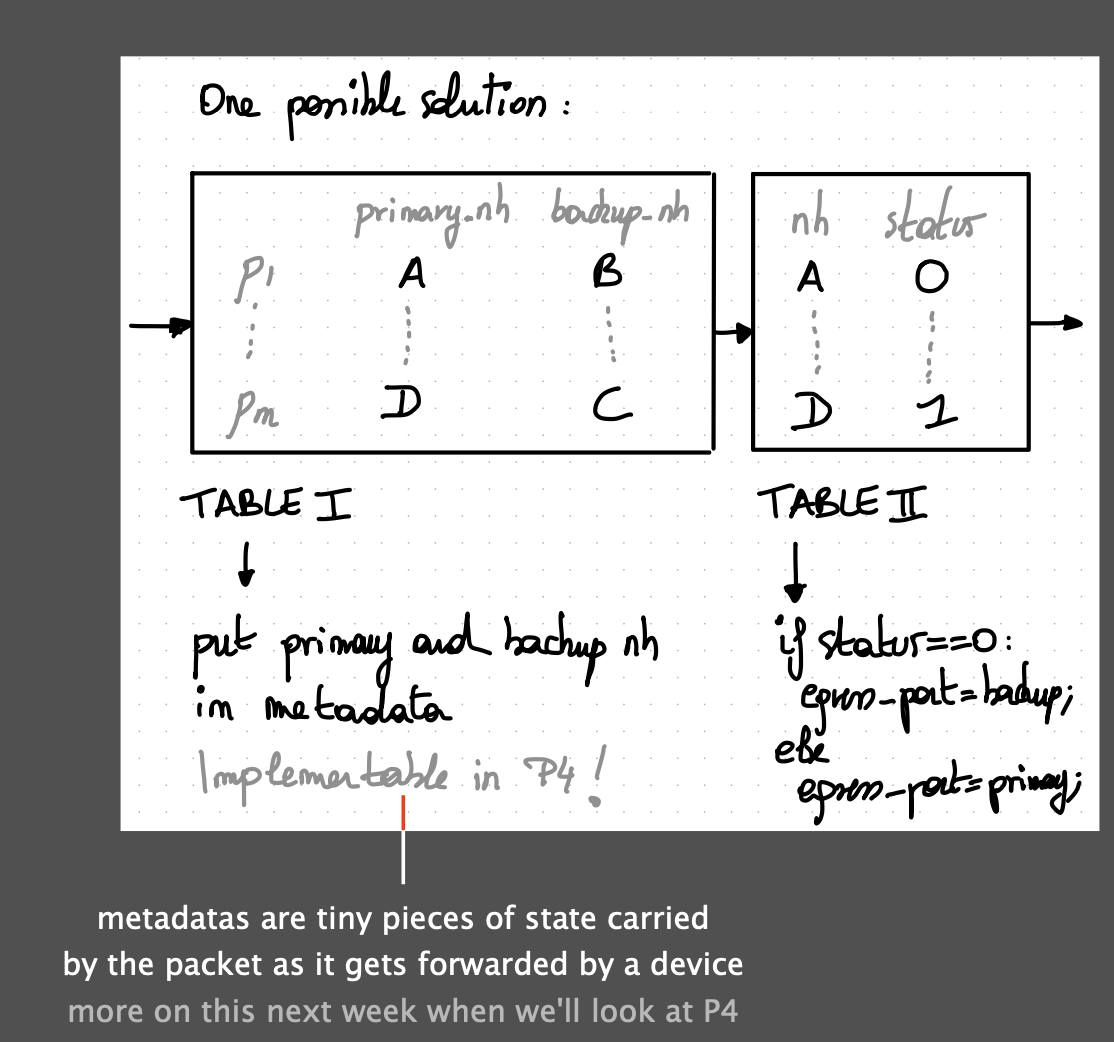 One possible solution :
primary_nh backup_nh
nh status
p1 A B
A 0
pm D C
D 1
TABLE I
TABLE II
put primary and backup nh
in metadata
Implementable in P4 !
if status==0:
egress_port=backup;
else
egress_port=primary;
metadatas are tiny pieces of state carried
by the packet as it gets forwarded by a device
more on this next week when we'll look at P4